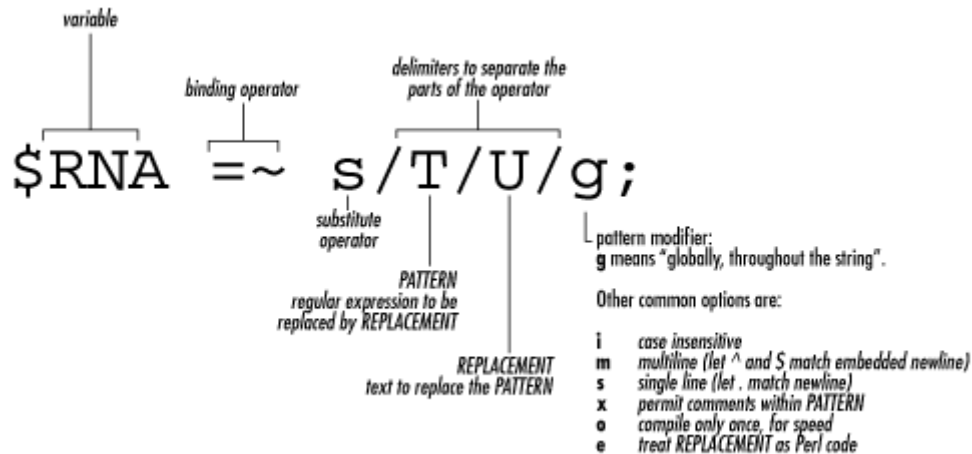 variable
binding operator
delimiters to separate the
parts of the operator
$RNA =~ s/T/U/g;
substitute
operator
PATTERN
regular expression to be
replaced by REPLACEMENT
REPLACEMENT
text to replace the PATTERN
pattern modifier:
g means “globally, throughout the string”.
Other common options are:
i case insensitive
m multiline (let ^ and $ match embedded newline)
s single line (let . match newline)
x permit comments within PATTERN
o compile only once, for speed
e treat REPLACEMENT as Perl code